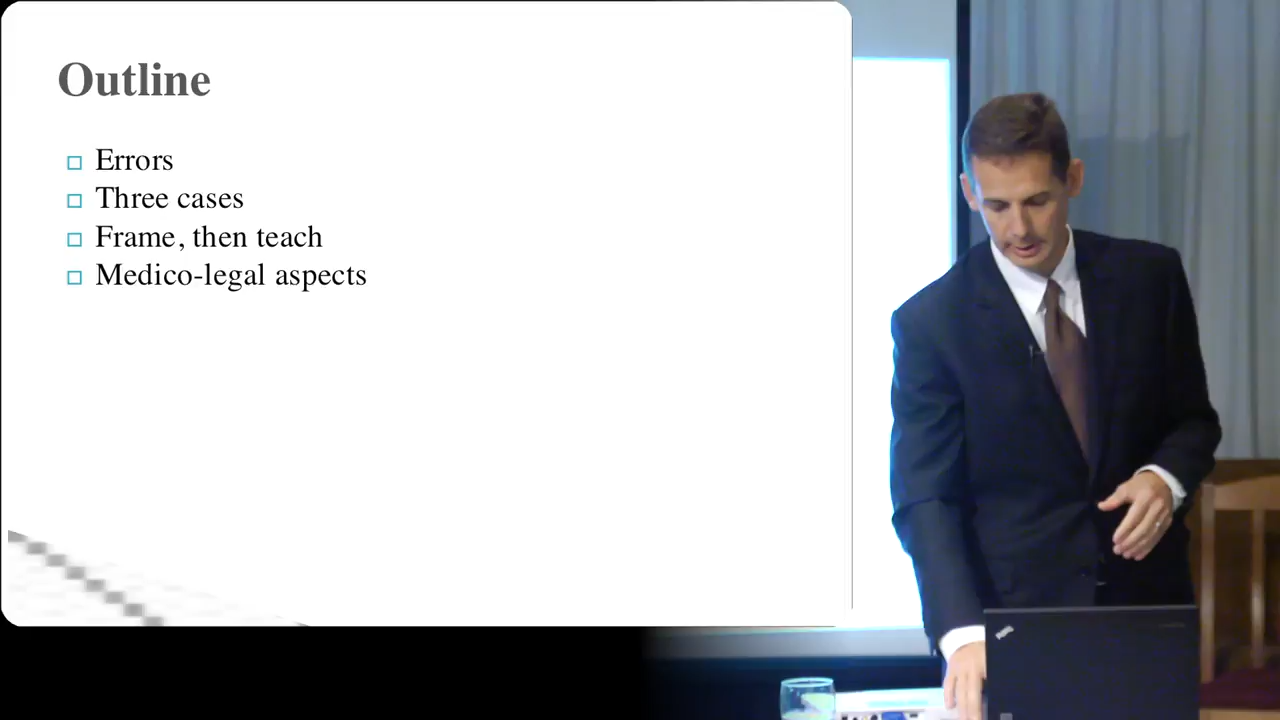 Outline
Errors
Three cases
Frame, then teach
Medico-legal aspects